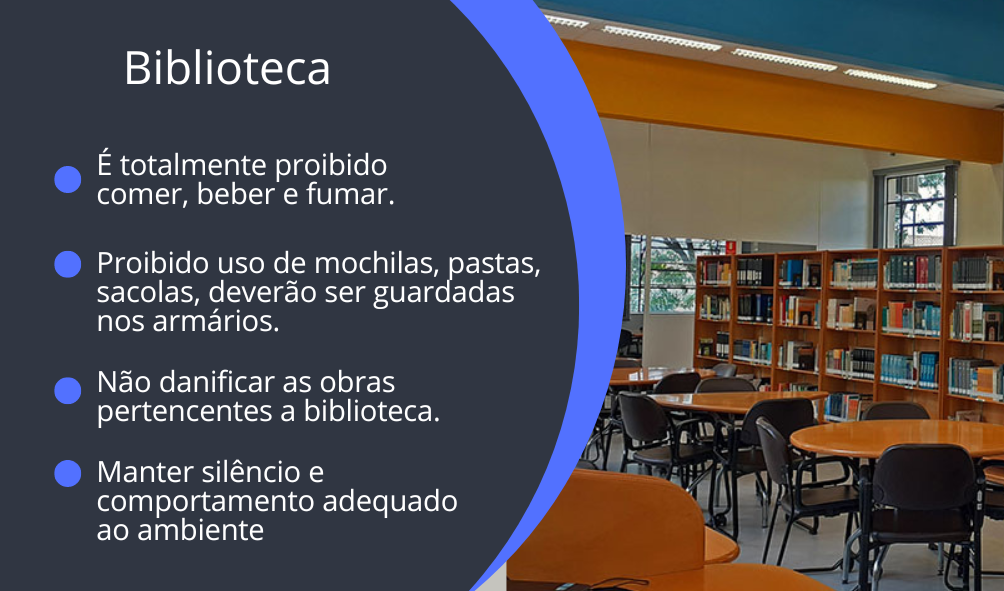 Biblioteca
É totalmente proibido
comer, beber e fumar.
Proibido uso de mochilas, pastas,
sacolas, deverão ser guardadas
nos armários.
Não danificar as obras
pertencentes a biblioteca.
Manter silêncio e
comportamento adequado
ao ambiente